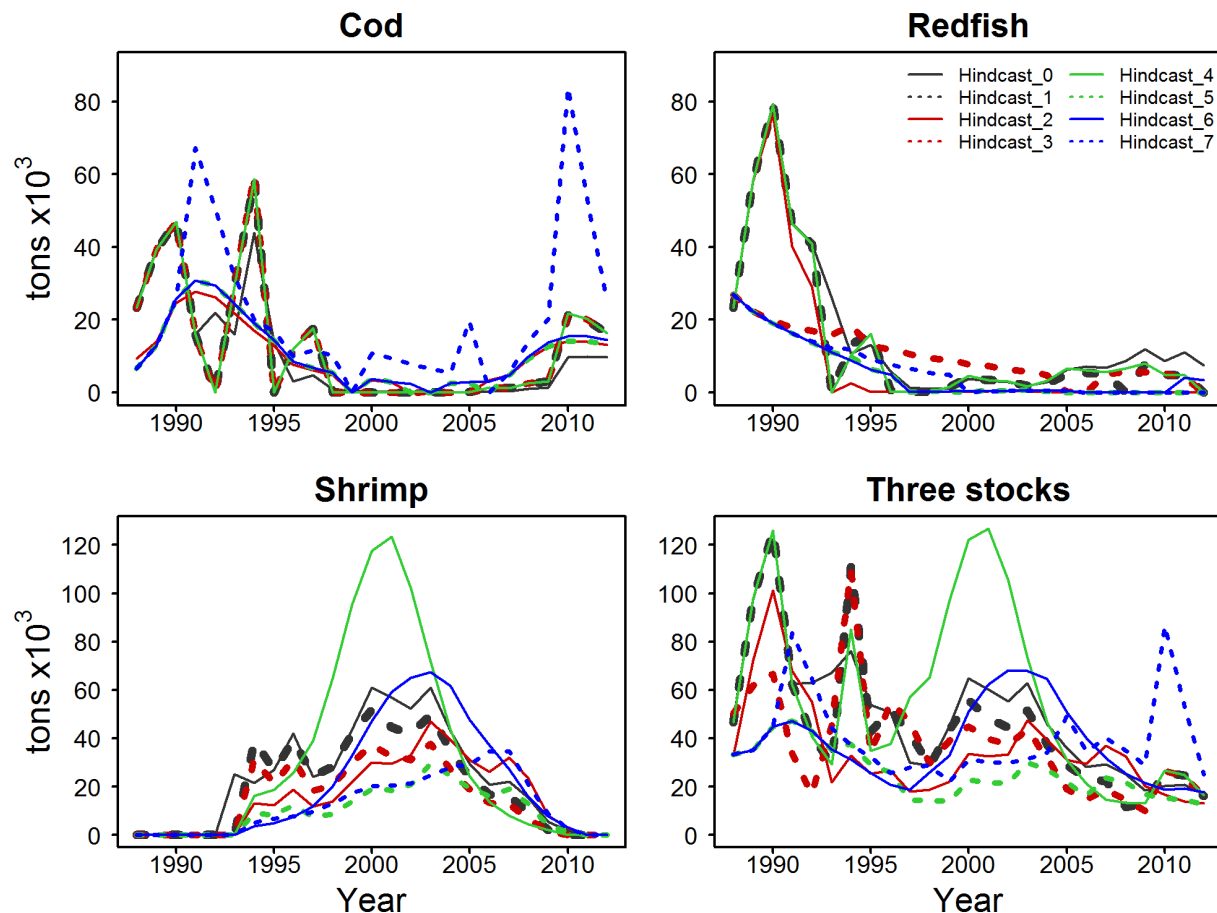 Cod
Redfish
tons x10³
80
60
40
20
0
1990 1995 2000 2005 2010
80
60
40
20
0
1990 1995 2000 2005 2010
Hindcast_0 Hindcast_4
Hindcast_1 Hindcast_5
Hindcast_2 Hindcast_6
Hindcast_3 Hindcast_7
Shrimp
Three stocks
tons x10³
120
100
80
60
40
20
0
1990 1995 2000 2005 2010
Year
120
100
80
60
40
20
0
1990 1995 2000 2005 2010
Year